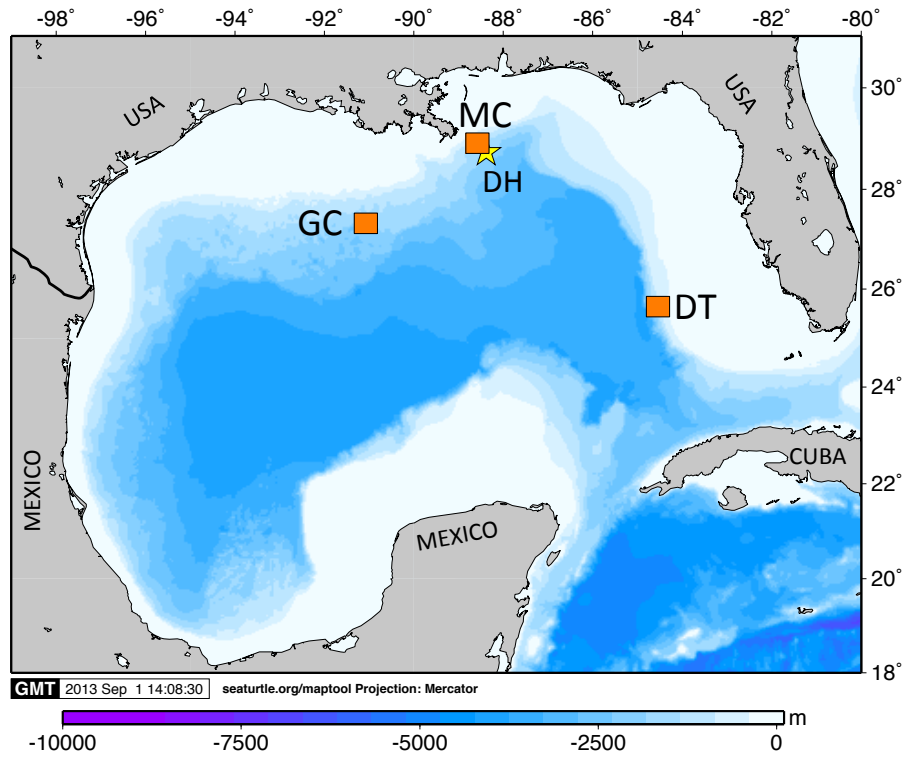 -98 -96 -94 -92 -90 -88 -86 -84 -82 -80
30°
USA
USA
MC
DH
28°
GC
26°
DT
24°
CUBA
22°
MEXICO
MEXICO
20°
18°
GMT 2013 Sep 1 14:08:30 seaturtle.org/maptool Projection: Mercator
m
-10000 -7500 -5000 -2500 0